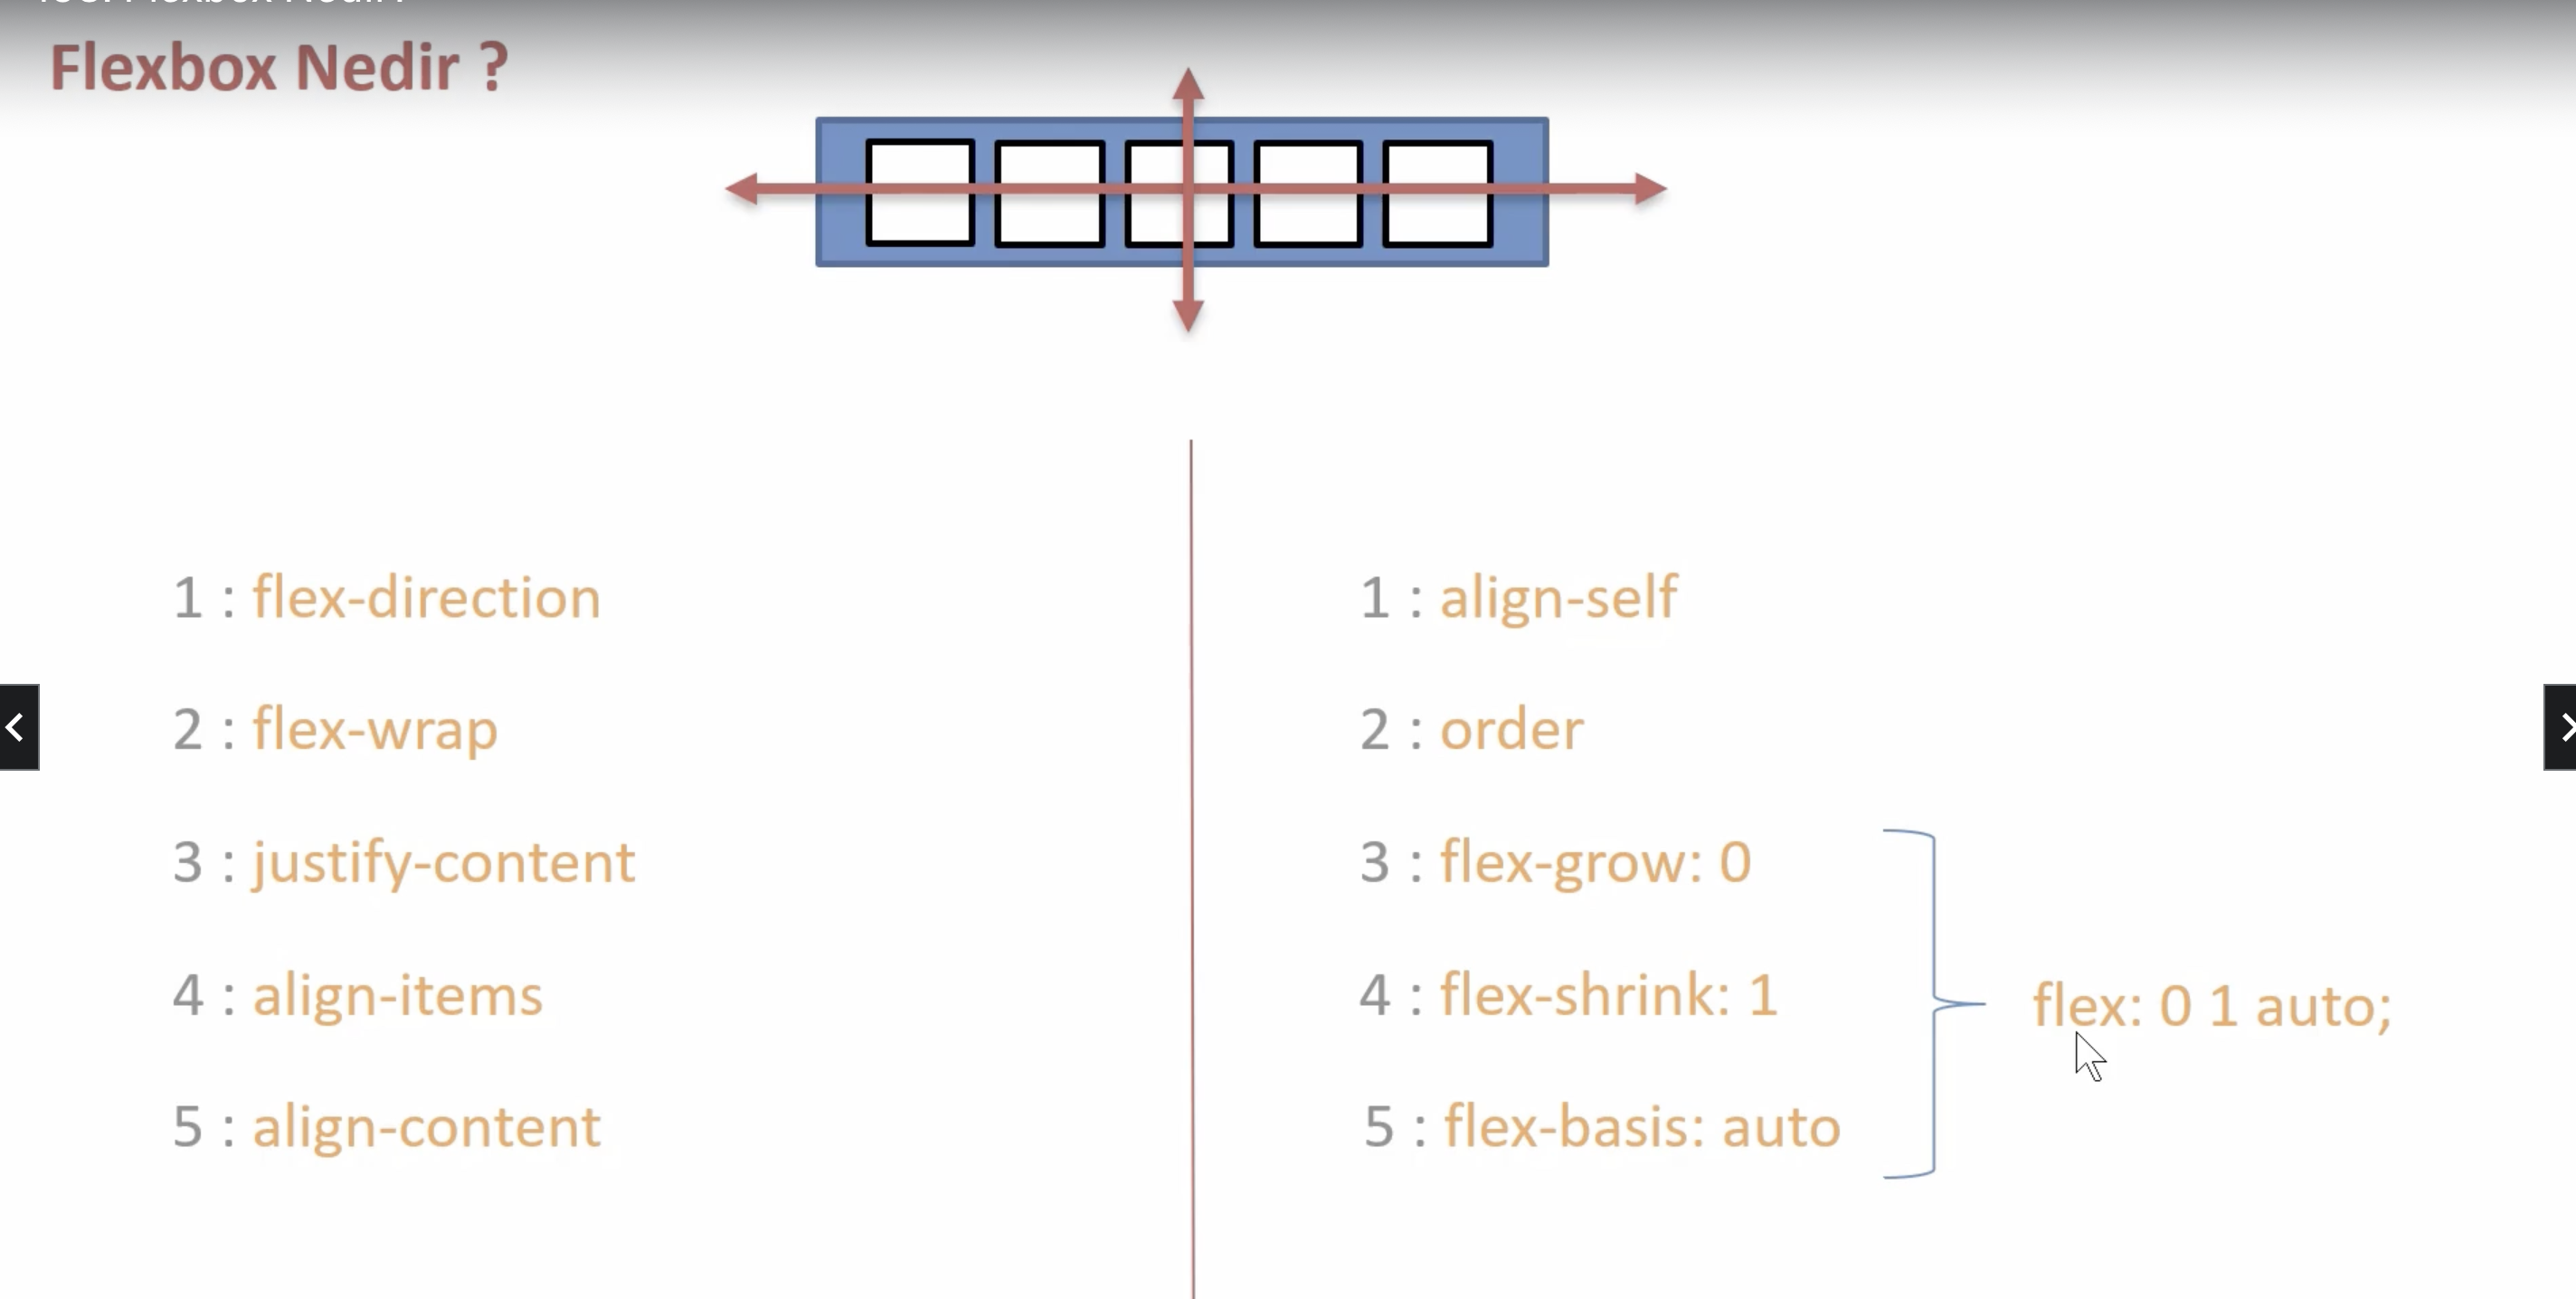 Flexbox Nedir ?
1 : flex-direction
2 : flex-wrap
3 : justify-content
4 : align-items
5 : align-content
1 : align-self
2 : order
3 : flex-grow: 0
4 : flex-shrink: 1
5 : flex-basis: auto
flex: 0 1 auto;